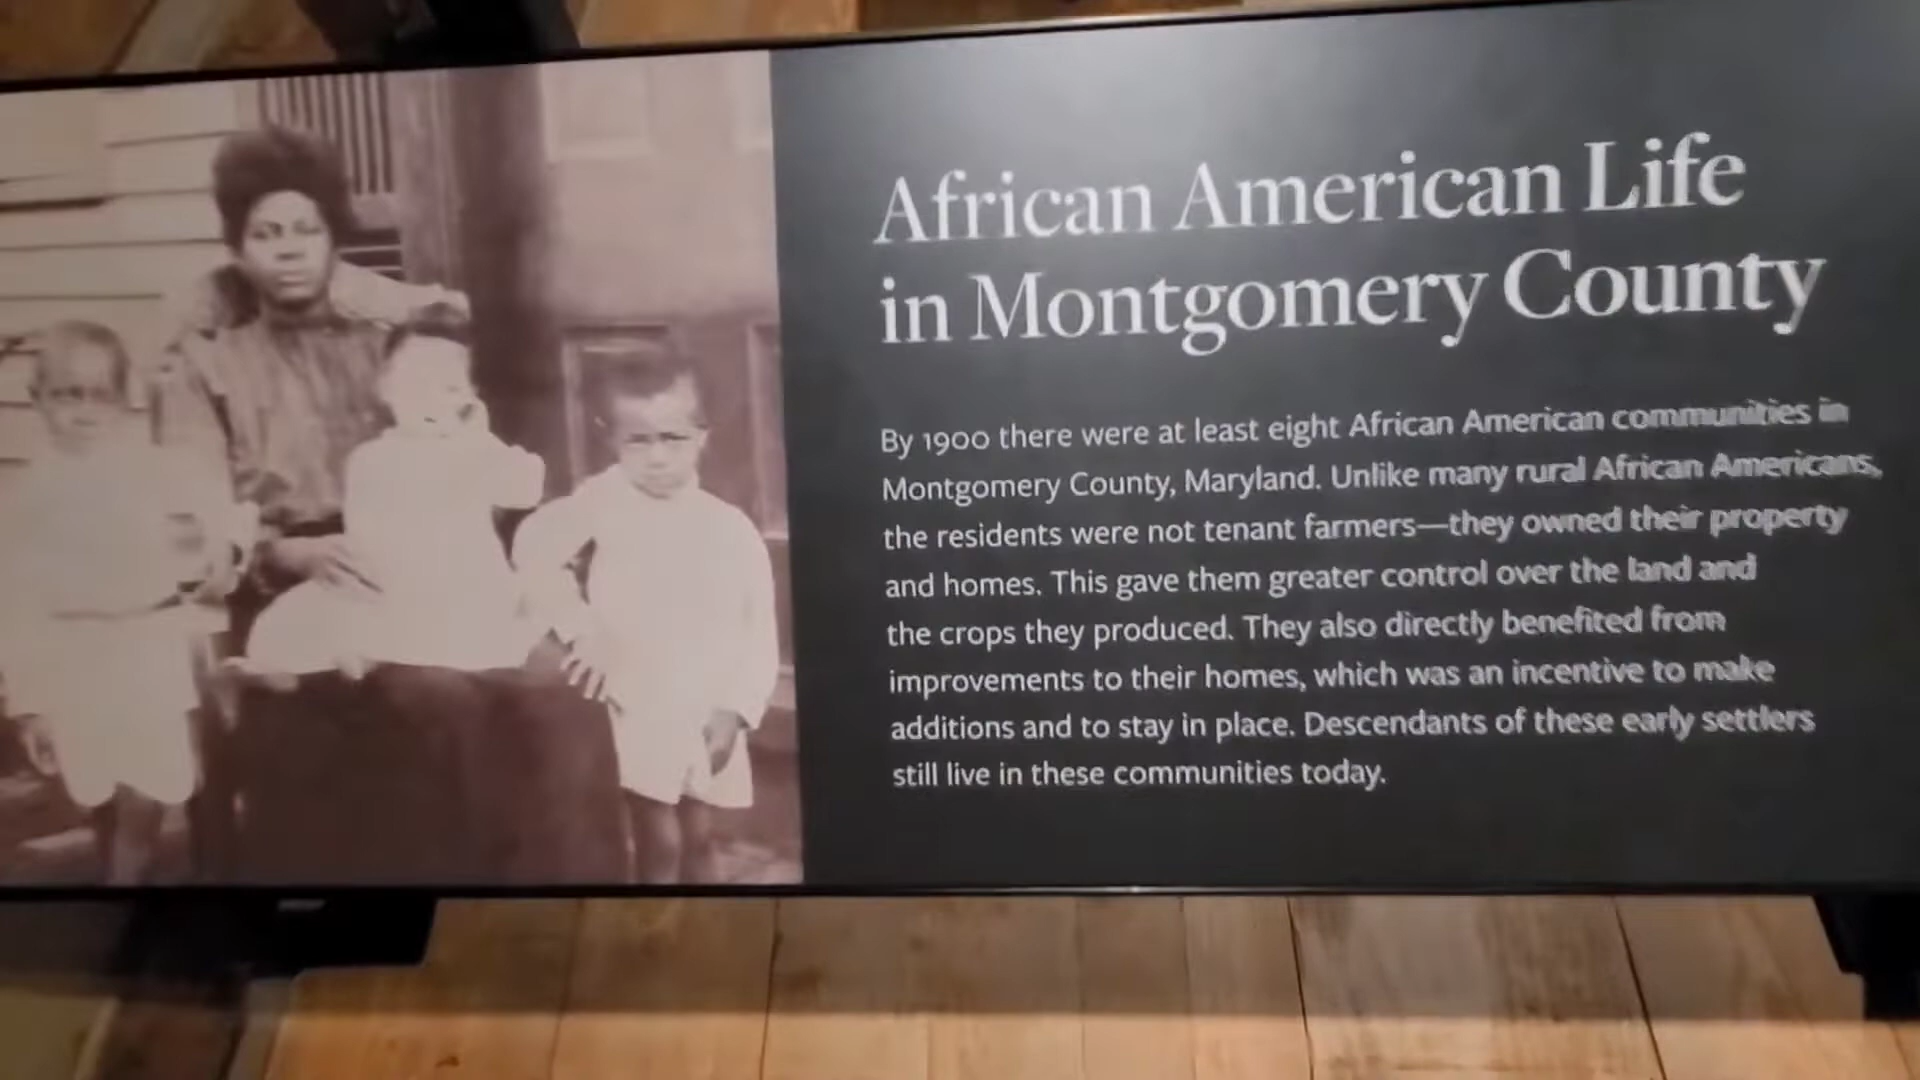 African American Life
in Montgomery County
By 1900 there were at least eight African American communities in
Montgomery County, Maryland. Unlike many rural African Americans,
the residents were not tenant farmers—they owned their property
and homes. This gave them greater control over the land and
the crops they produced. They also directly benefited from
improvements to their homes, which was an incentive to make
additions and to stay in place. Descendants of these early settlers
still live in these communities today.